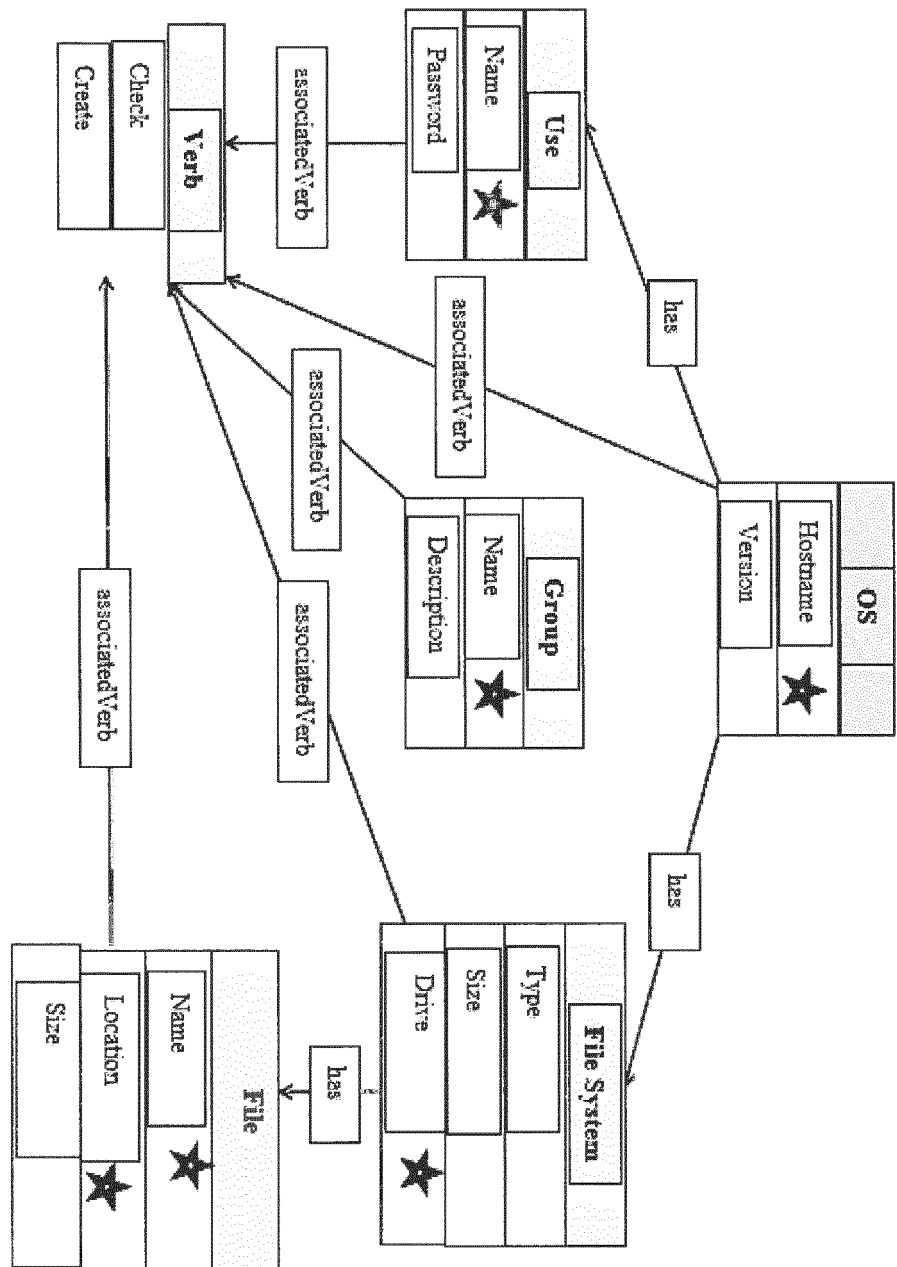 OS
Hostname
Version
has
has
Use
Name
Password
Group
Name
Description
File System
Type
Size
Drive
associatedVerb
associatedVerb
associatedVerb
associatedVerb
has
Verb
Check
Create
associatedVerb
File
Name
Location
Size